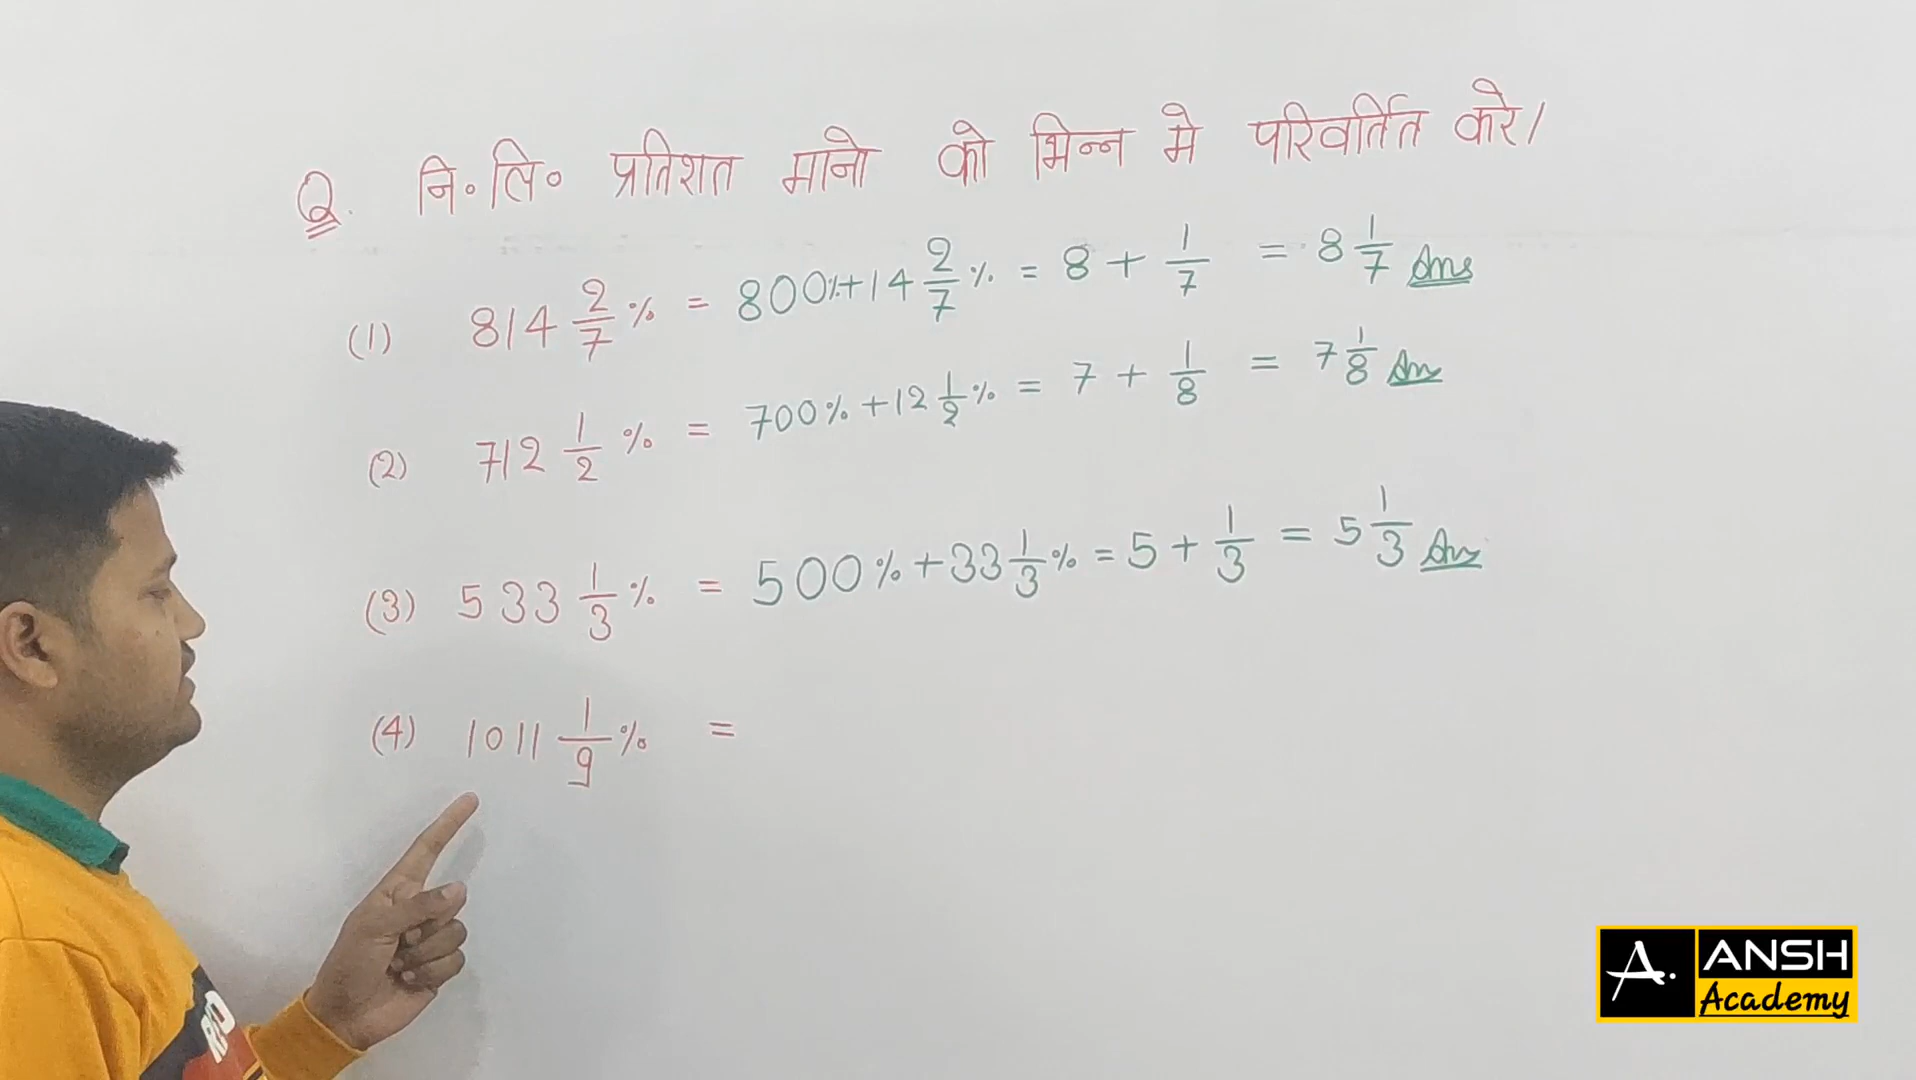 Q. नि॰लि॰ प्रतिशत मानो को भिन्न मे परिवर्तित करे।
(1) 814 2/7 % = 800%+14 2/7 % = 8 + 1/7 = 8 1/7 Ans
(2) 712 1/2 % = 700% +12 1/2 % = 7 + 1/8 = 7 1/8 Ans
(3) 533 1/3 % = 500% +33 1/3 % = 5 + 1/3 = 5 1/3 Ans
(4) 1011 1/9 % =
A. ANSH
Academy